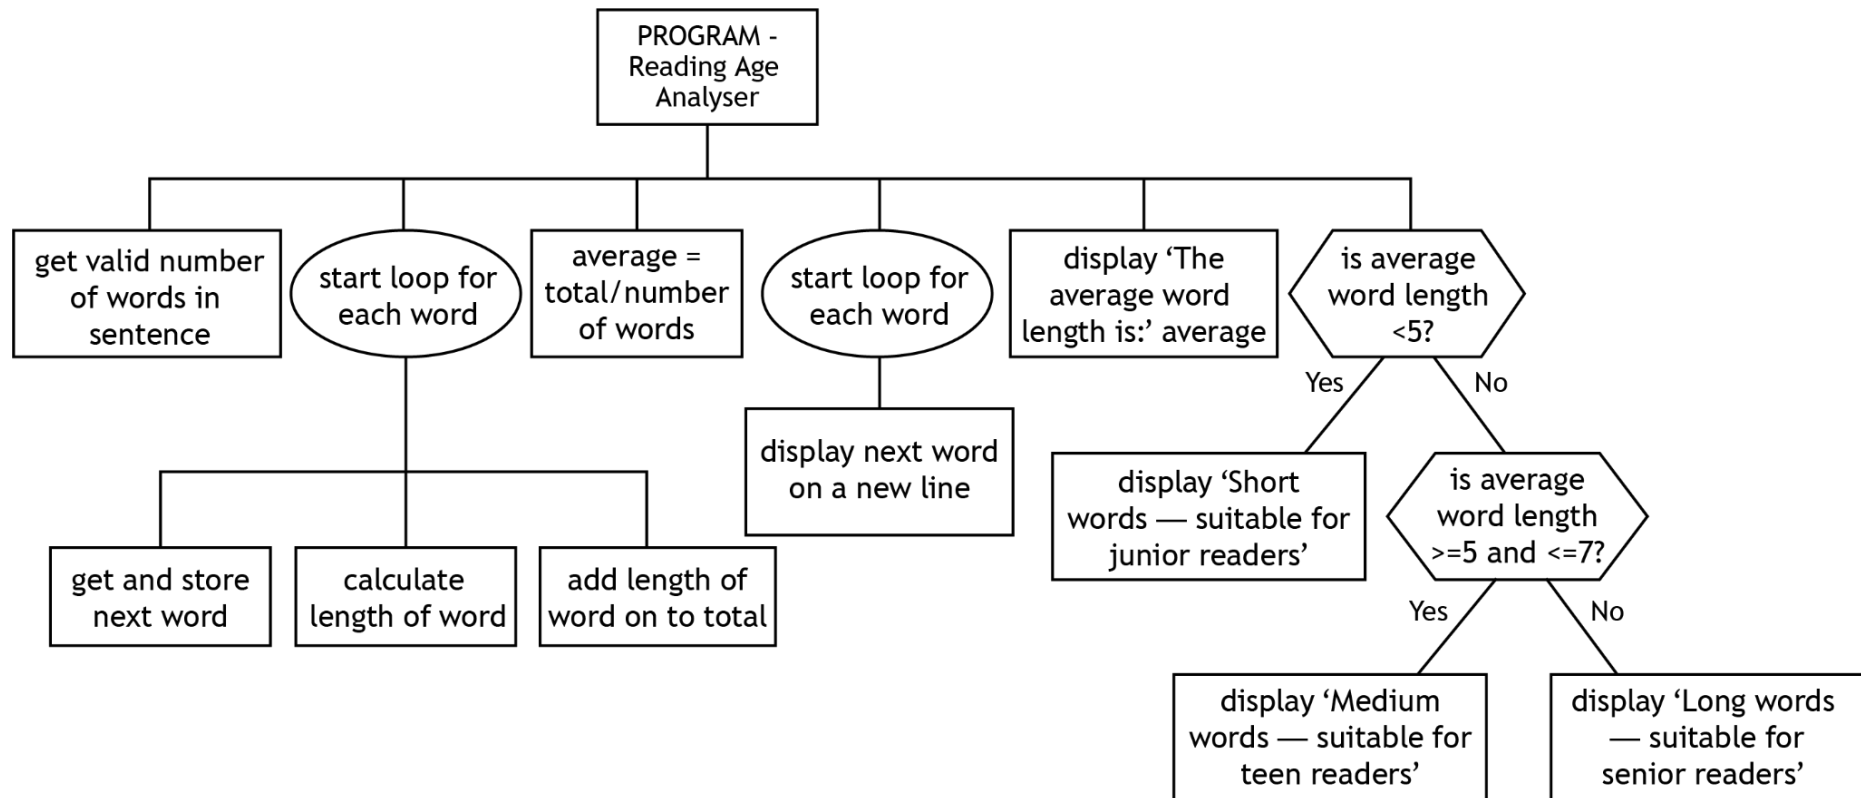 PROGRAM -
Reading Age
Analyser
get valid number
of words in
sentence
start loop for
each word
average =
total/number
of words
start loop for
each word
display ‘The
average word
length is:’ average
is average
word length
<5?
get and store
next word
calculate
length of word
add length of
word on to total
display next word
on a new line
Yes
No
display ‘Short
words — suitable for
junior readers’
is average
word length
>=5 and <=7?
Yes
No
display ‘Medium
words — suitable for
teen readers’
display ‘Long words
— suitable for
senior readers’